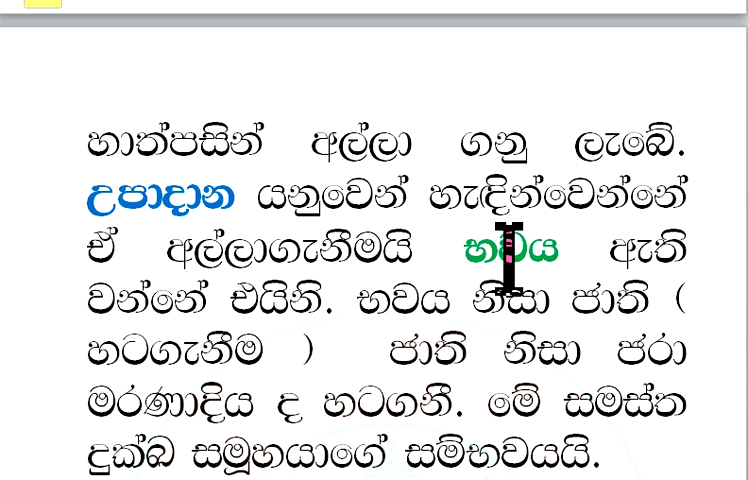 හාත්පසින් අල්ලා ගනු ලැබේ.
උපාදාන යනුවෙන් හැඳින්වෙන්නේ
ඒ අල්ලාගැනීමයි භවය ඇති
වන්නේ එයිනි. භවය නිසා ජාති (
හටගැනීම ) ජාති නිසා ජරා
මරණාදිය ද හටගනී. මේ සමස්ත
දුක්ඛ සමූහයාගේ සම්භවයයි.